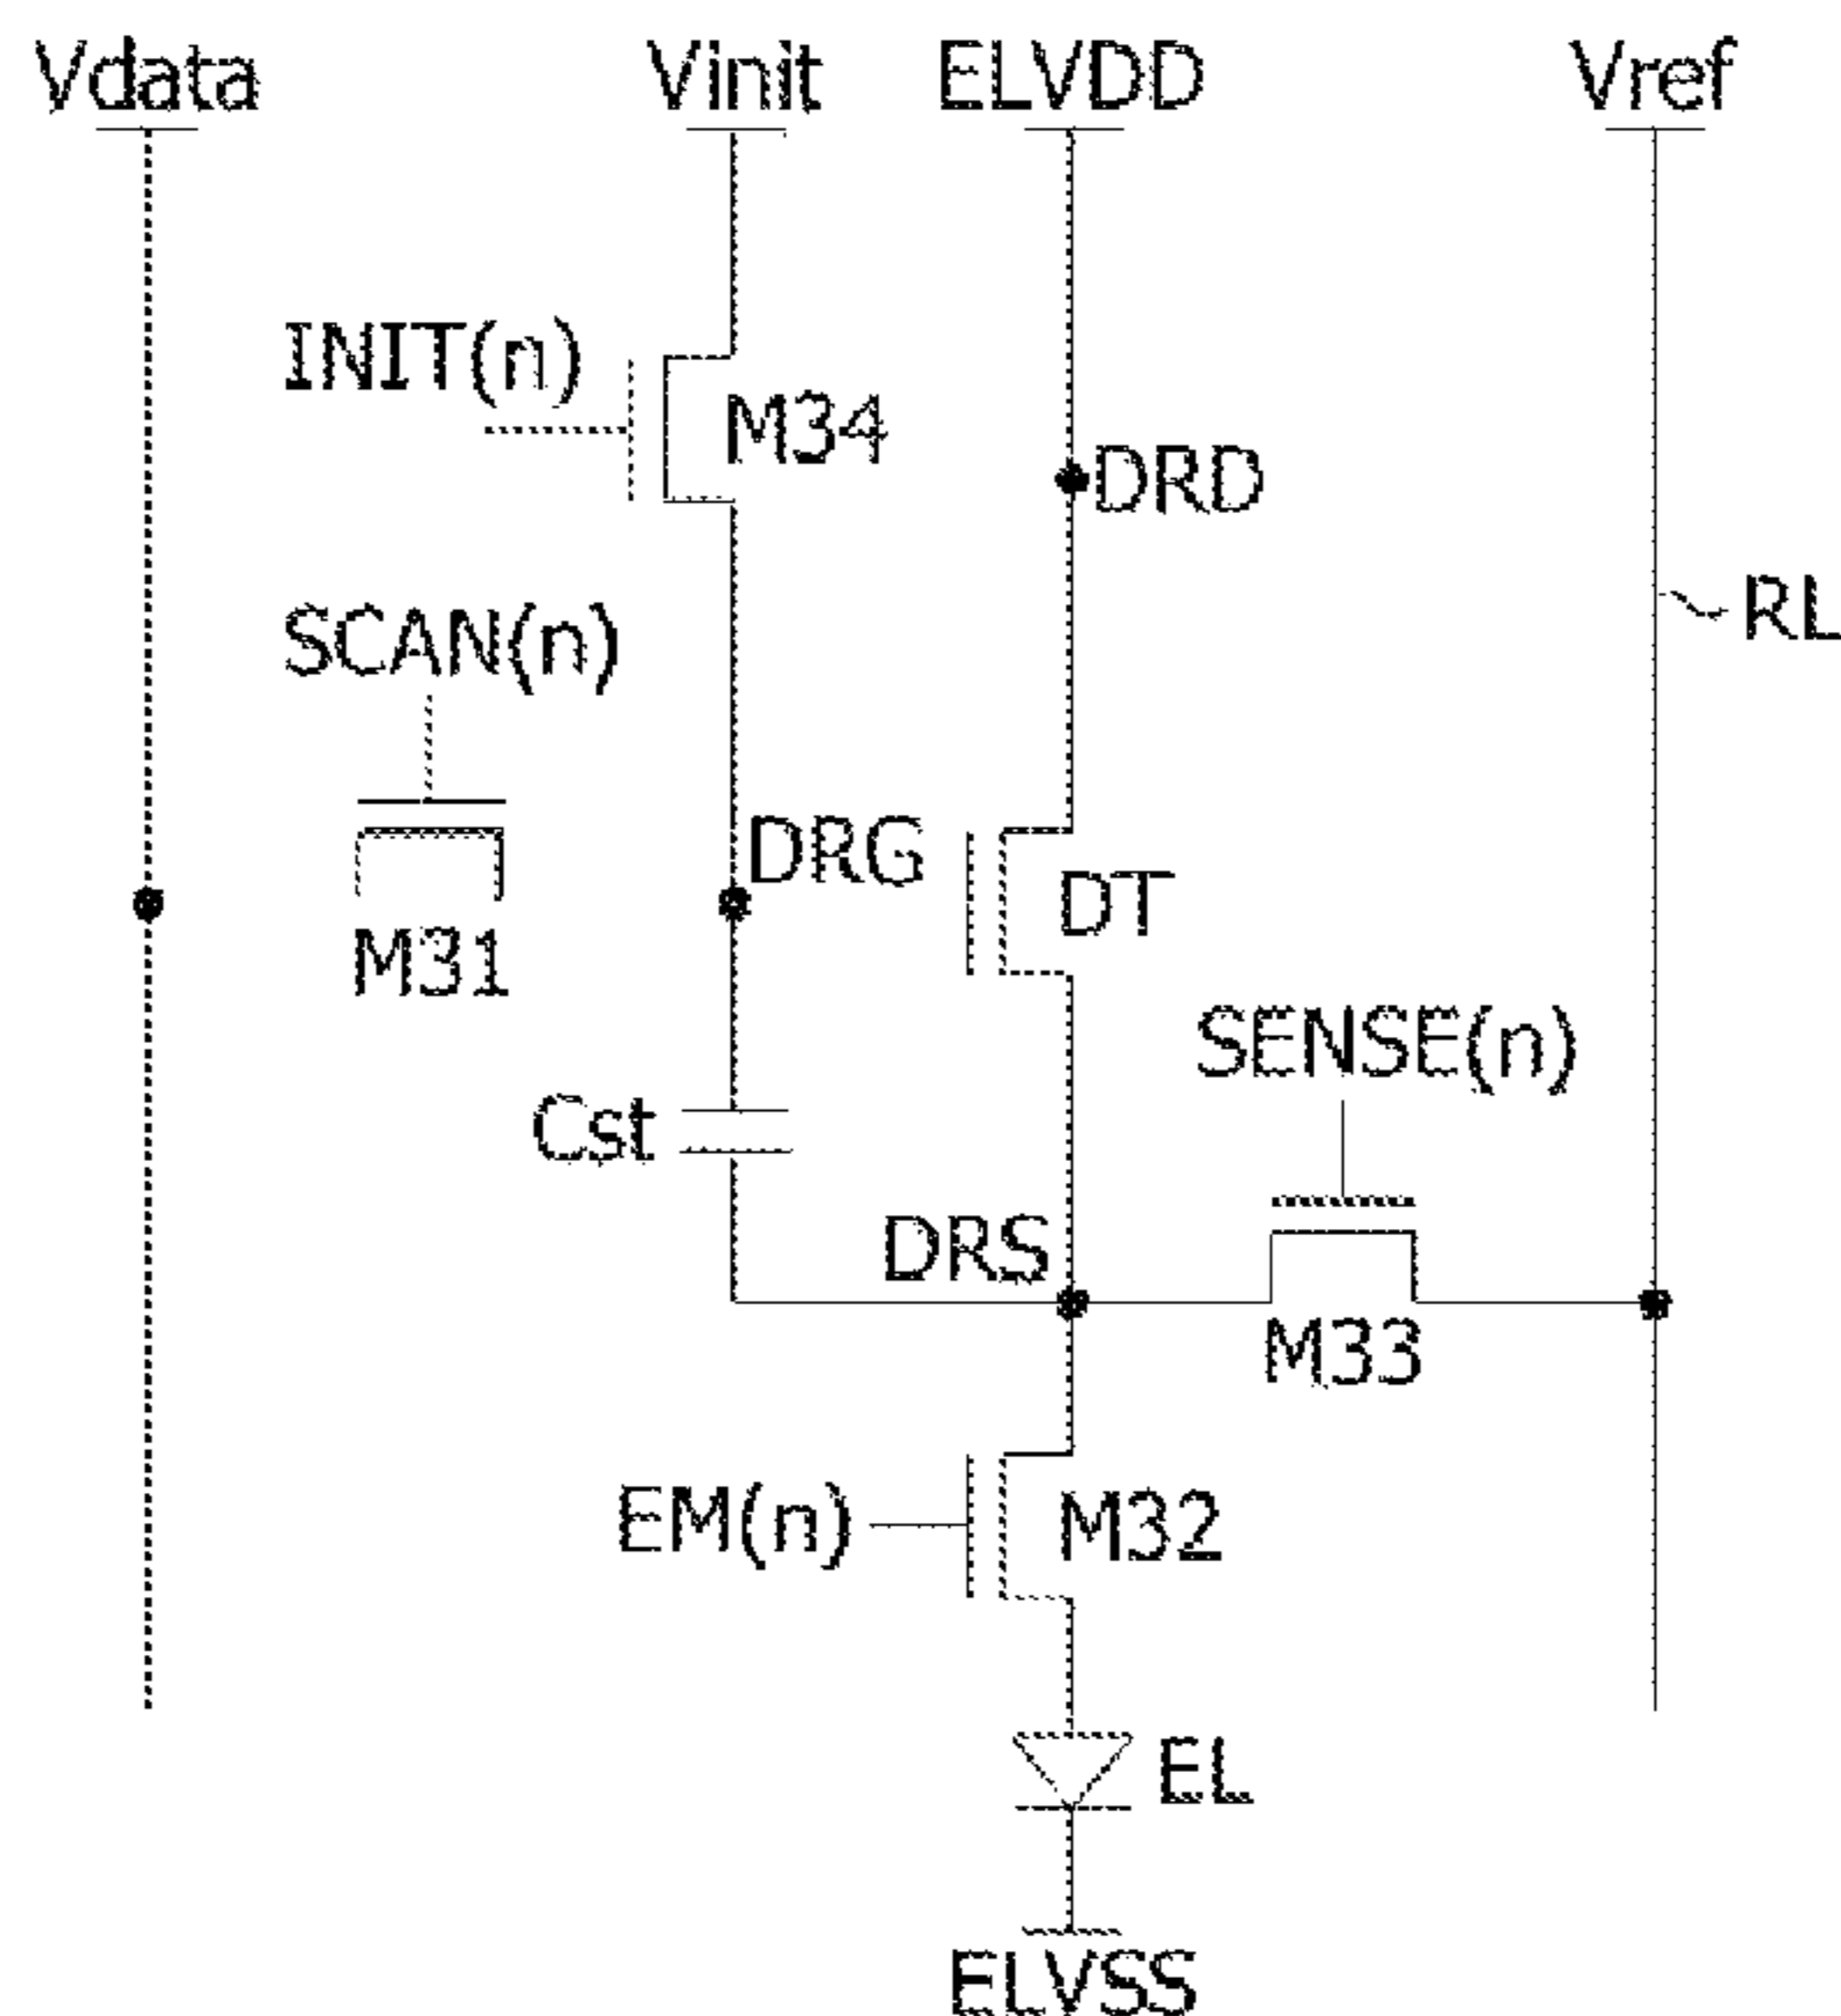 Vdata
Vinit
ELVDD
Vref
INIT(n)
M34
DRD
RL
SCAN(n)
DRG
DT
M31
SENSE(n)
Cst
DRS
M33
EM(n)
M32
EL
ELVSS